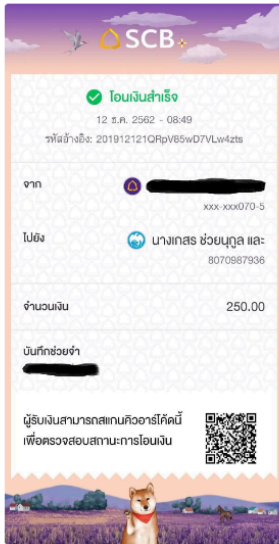 SCB
โอนเงินสำเร็จ
12 ธ.ค. 2562 - 08:49
รหัสอ้างอิง: 201912121QRpV85wD7VLw4zts
จาก
xxx-xxx070-5
ไปยัง
นางเกสร ช่วยนุกูล และ
8070987936
จำนวนเงิน
250.00
บันทึกช่วยจำ
ผู้รับเงินสามารถสแกนคิวอาร์โค้ดนี้
เพื่อตรวจสอบสถานะการโอนเงิน